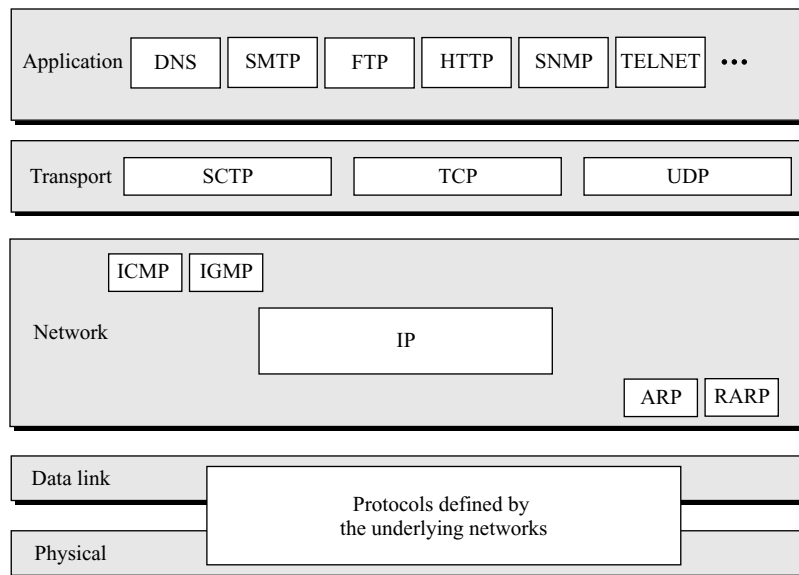 Application DNS SMTP FTP HTTP SNMP TELNET •••
Transport SCTP TCP UDP
ICMP IGMP
Network IP
ARP RARP
Data link
Protocols defined by
the underlying networks
Physical